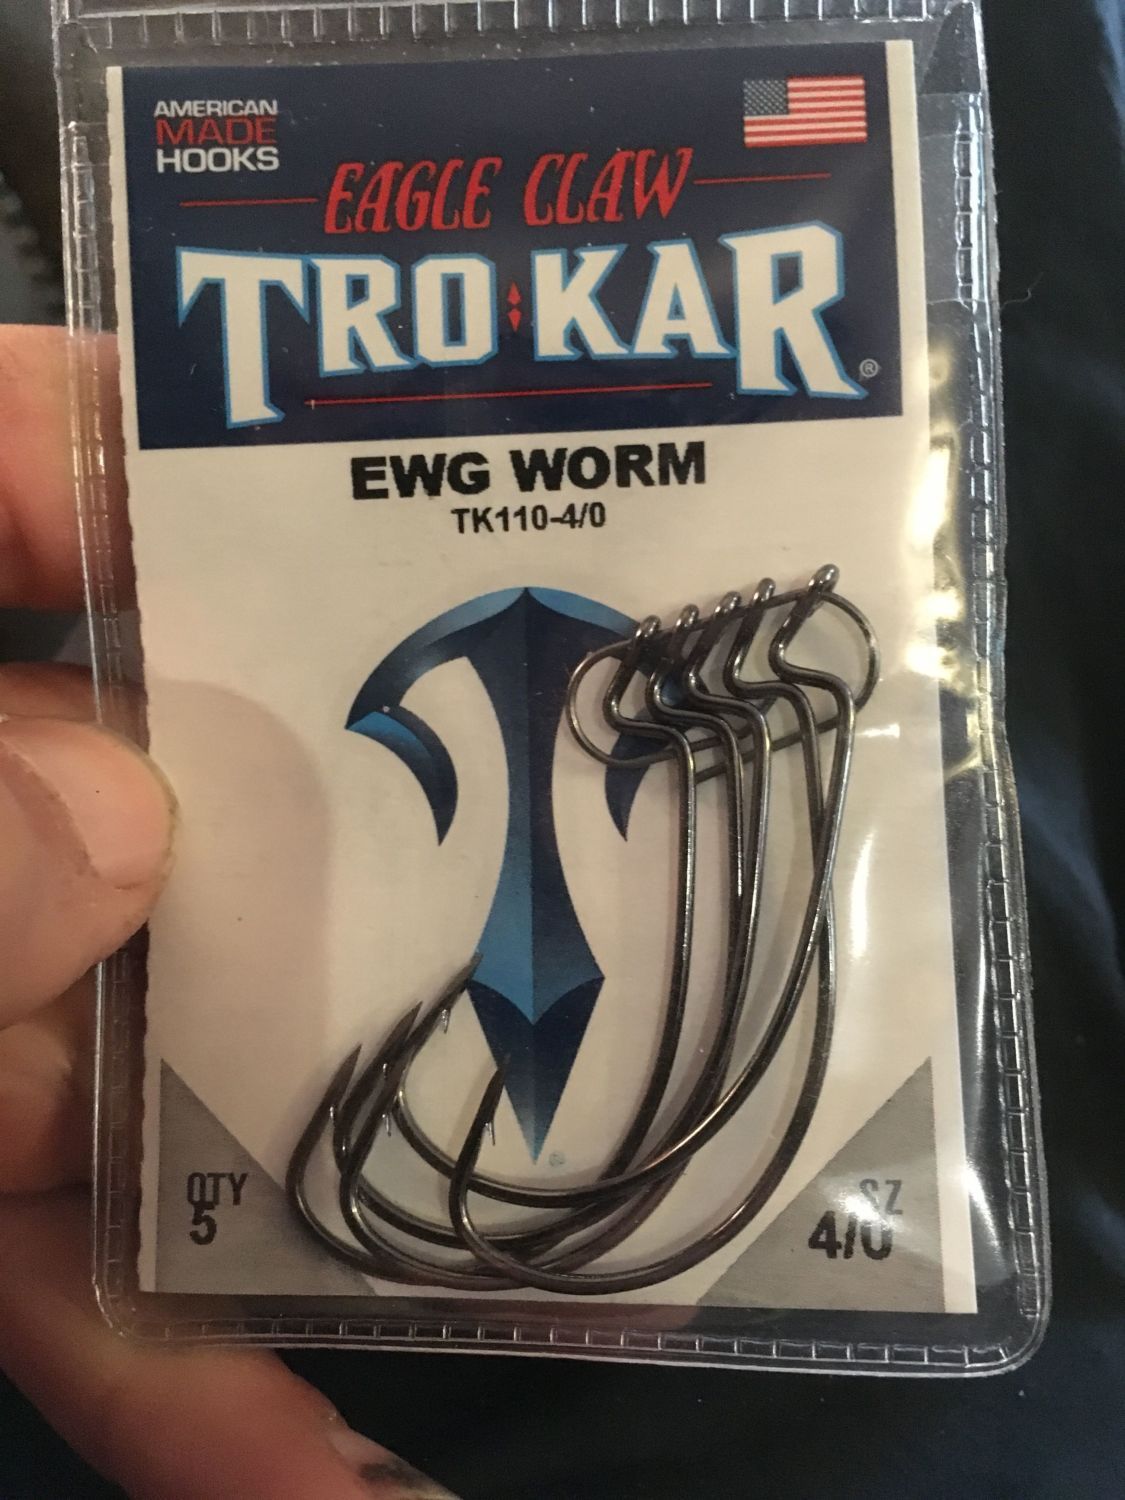 AMERICAN
MADE
HOOKS
EAGLE CLAW
TRO KAR ®
EWG WORM
TK110-4/0
®
QTY
5
SZ
4/0